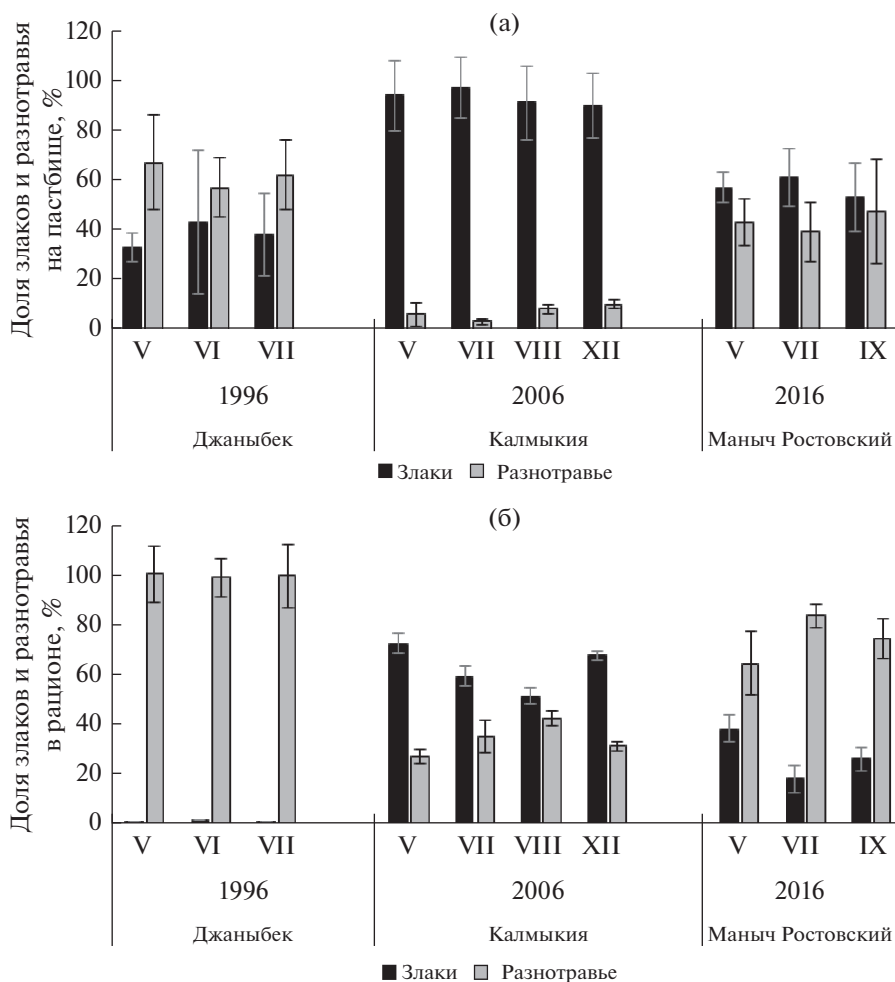 (а)
Доля злаков и разнотравья
на пастбище, %
120
100
80
60
40
20
0
V VI VII V VII VIII XII V VII IX
1996 2006 2016
Джаныбек Калмыкия Маныч Ростовский
Злаки Разнотравье
(б)
Доля злаков и разнотравья
в рационе, %
120
100
80
60
40
20
0
V VI VII V VII VIII XII V VII IX
1996 2006 2016
Джаныбек Калмыкия Маныч Ростовский
Злаки Разнотравье